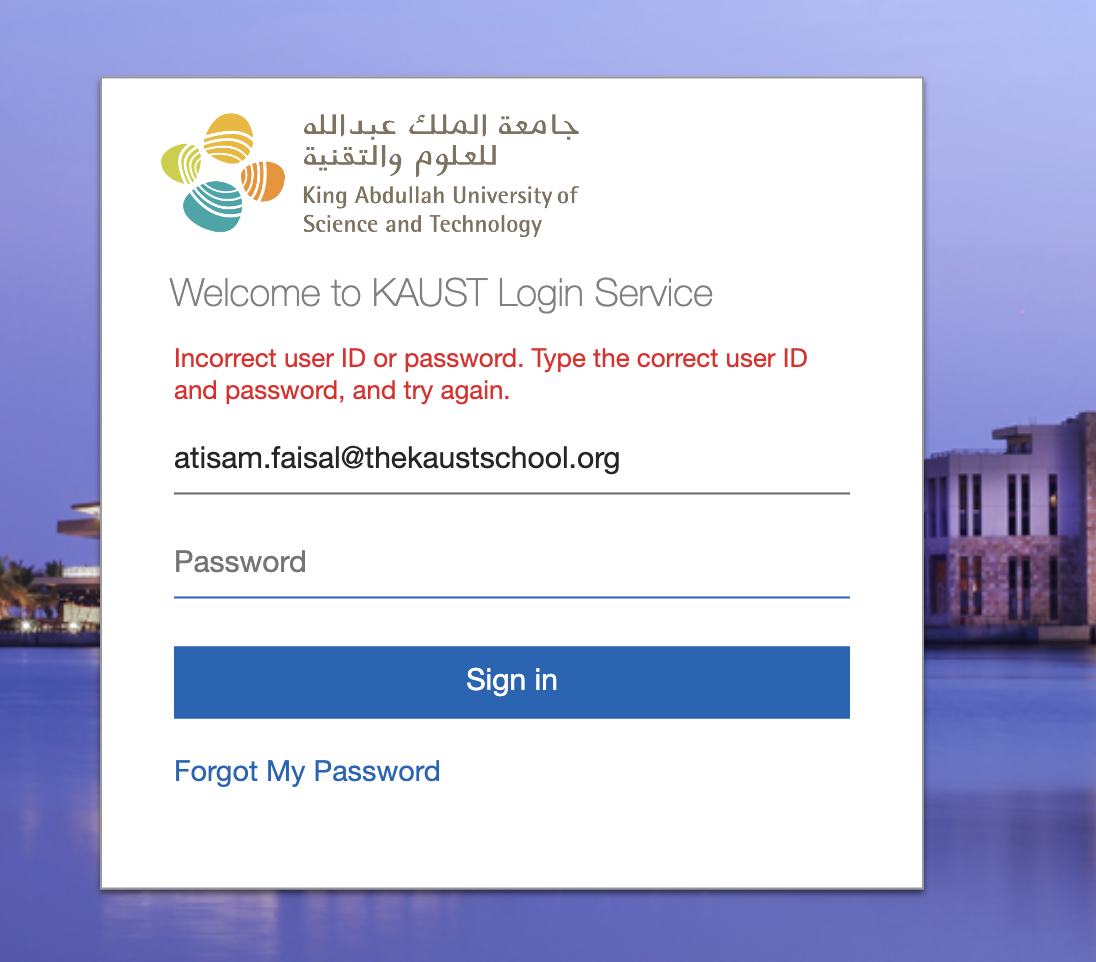 جامعة الملك عبدالله
للعلوم والتقنية
King Abdullah University of
Science and Technology
Welcome to KAUST Login Service
Incorrect user ID or password. Type the correct user ID
and password, and try again.
atisam.faisal@thekaustschool.org
Password
Sign in
Forgot My Password